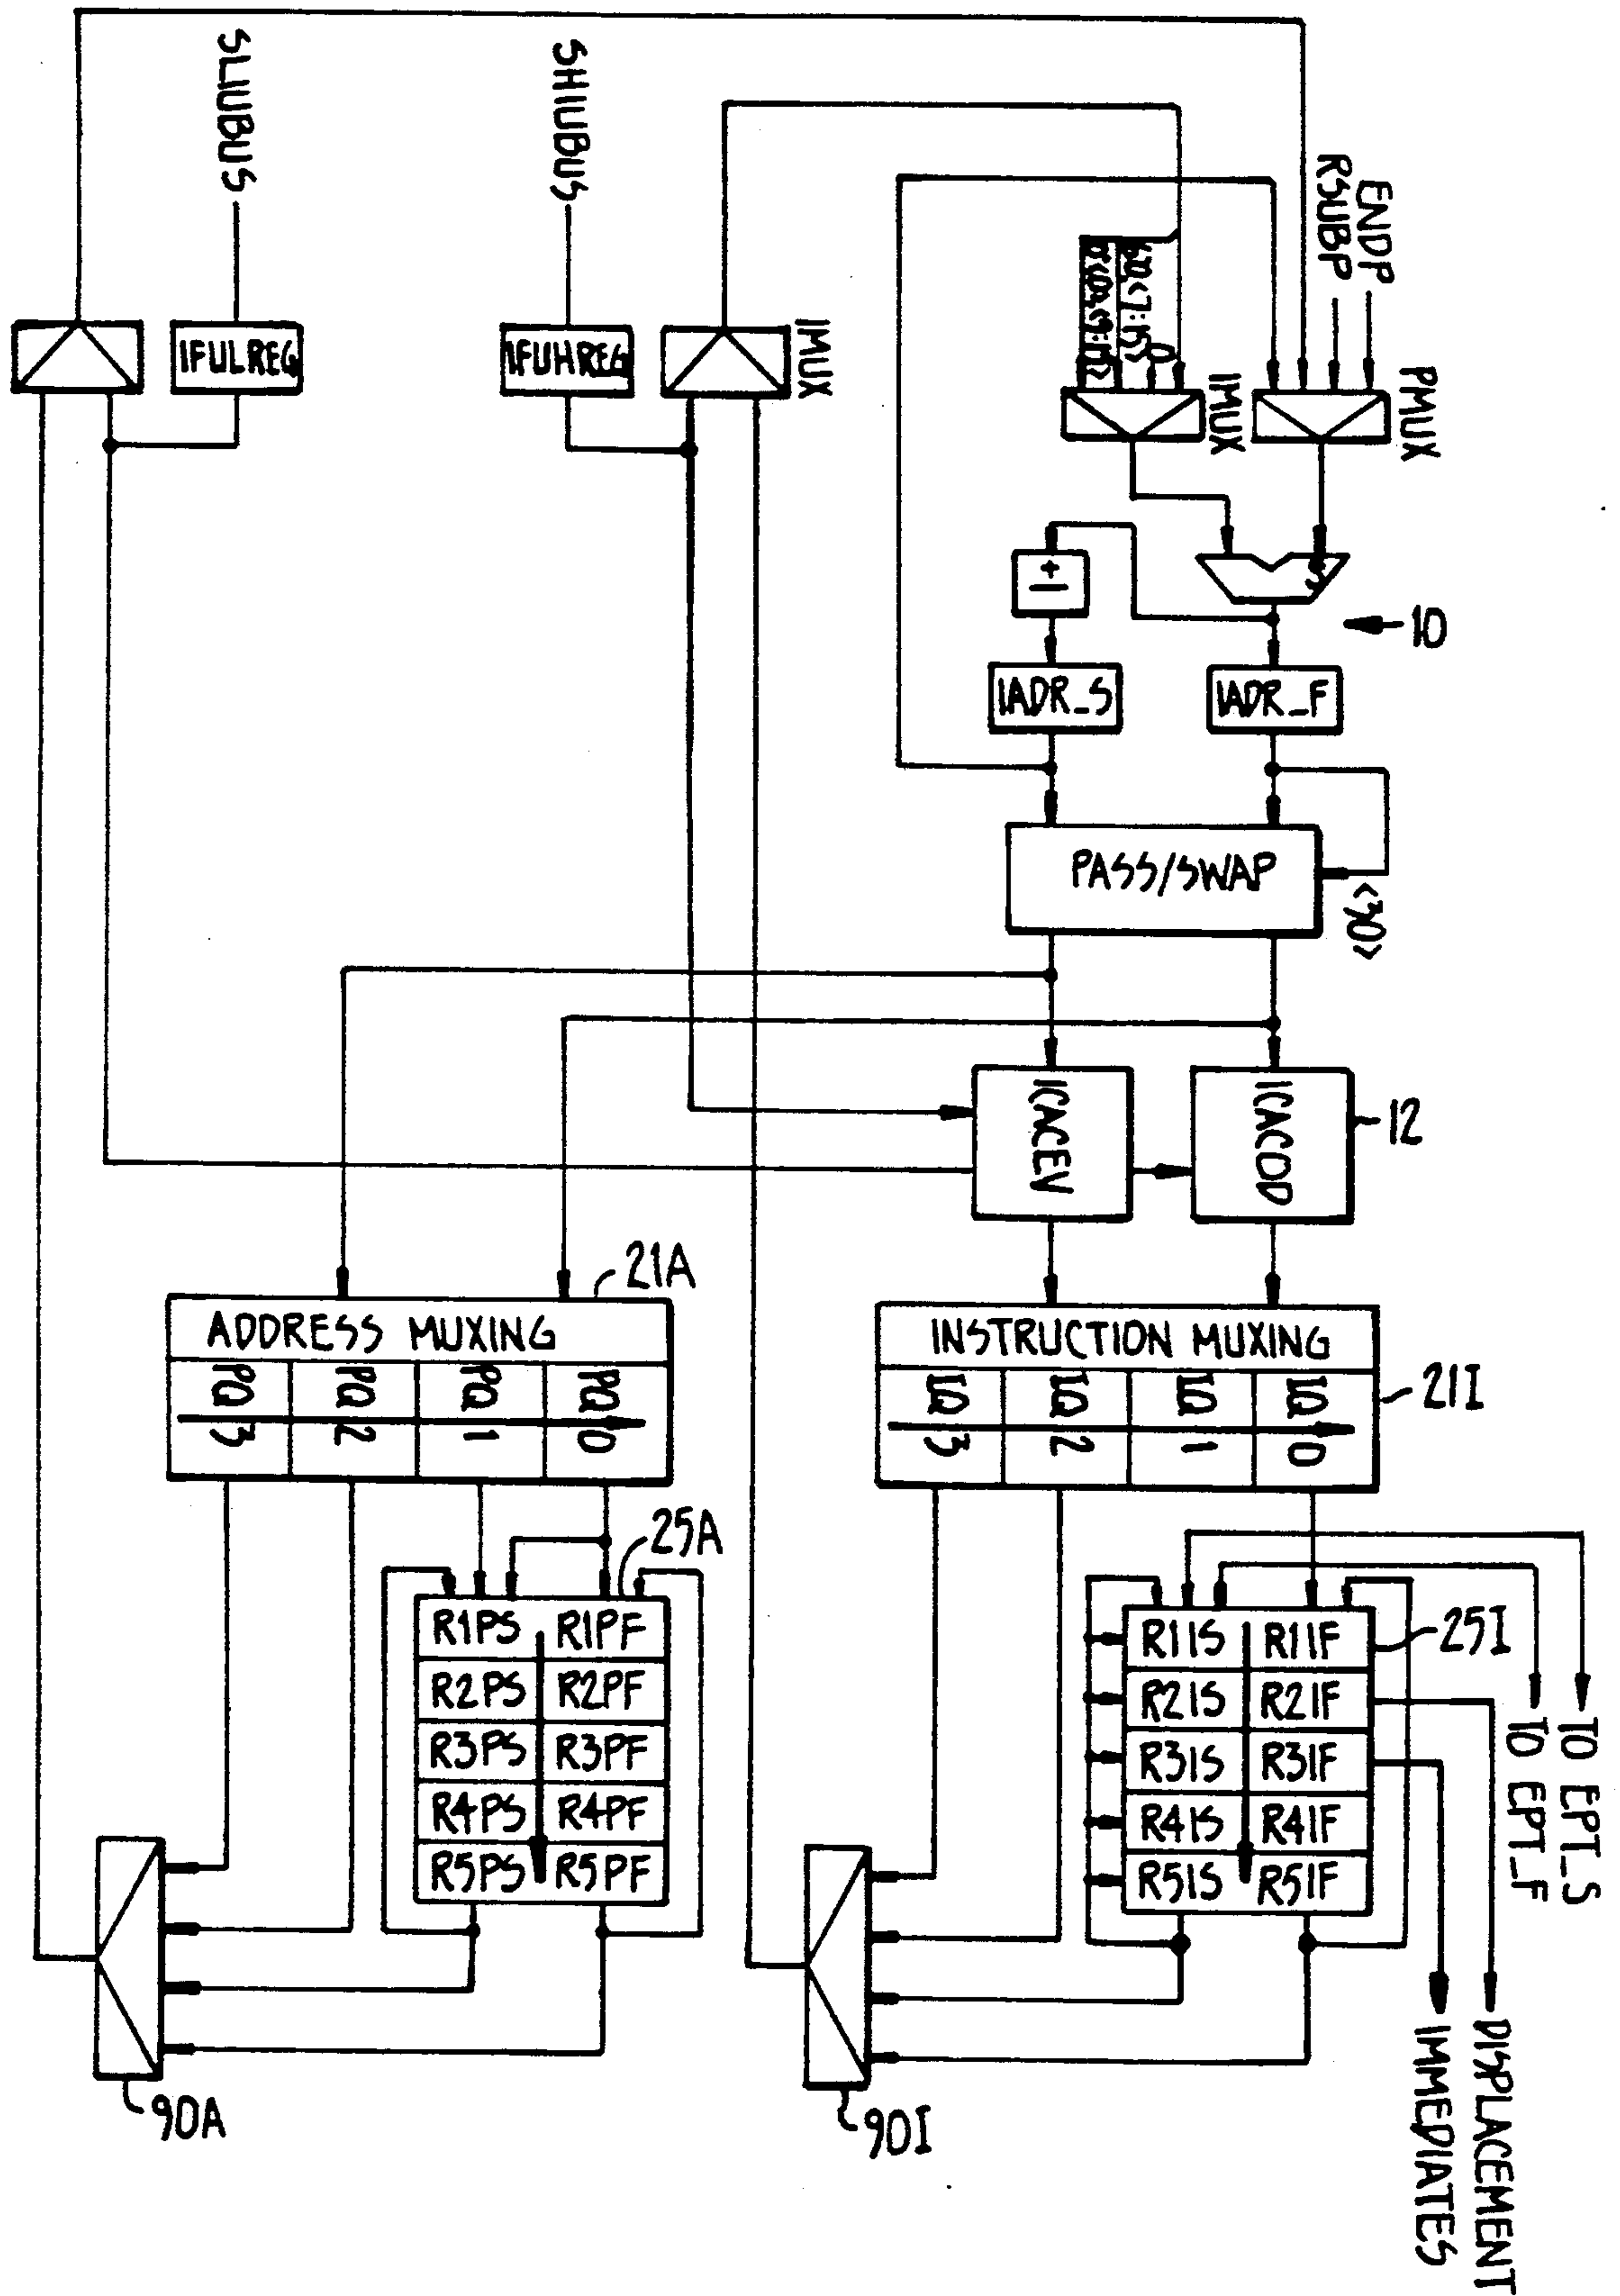 SLIUBUS
SHIUBUS
RSUBP
ENDP
IFULREG
IFUHREG
IMUX
IMUX
PMUX
0
+1
10
IADR_S
IADR_F
PASS/SWAP
<30>
ICACEV
ICACOD
12
21A
ADDRESS MUXING
PQ3
PQ2
PQ1
PQ0
INSTRUCTION MUXING
21I
IQ3
IQ2
IQ1
IQ0
25A
R1PS
R1PF
R2PS
R2PF
R3PS
R3PF
R4PS
R4PF
R5PS
R5PF
25I
R1IS
R1IF
R2IS
R2IF
R3IS
R3IF
R4IS
R4IF
R5IS
R5IF
TO EPT_F
TO EPT_S
IMMEDIATES
DISPLACEMENT
90A
90I